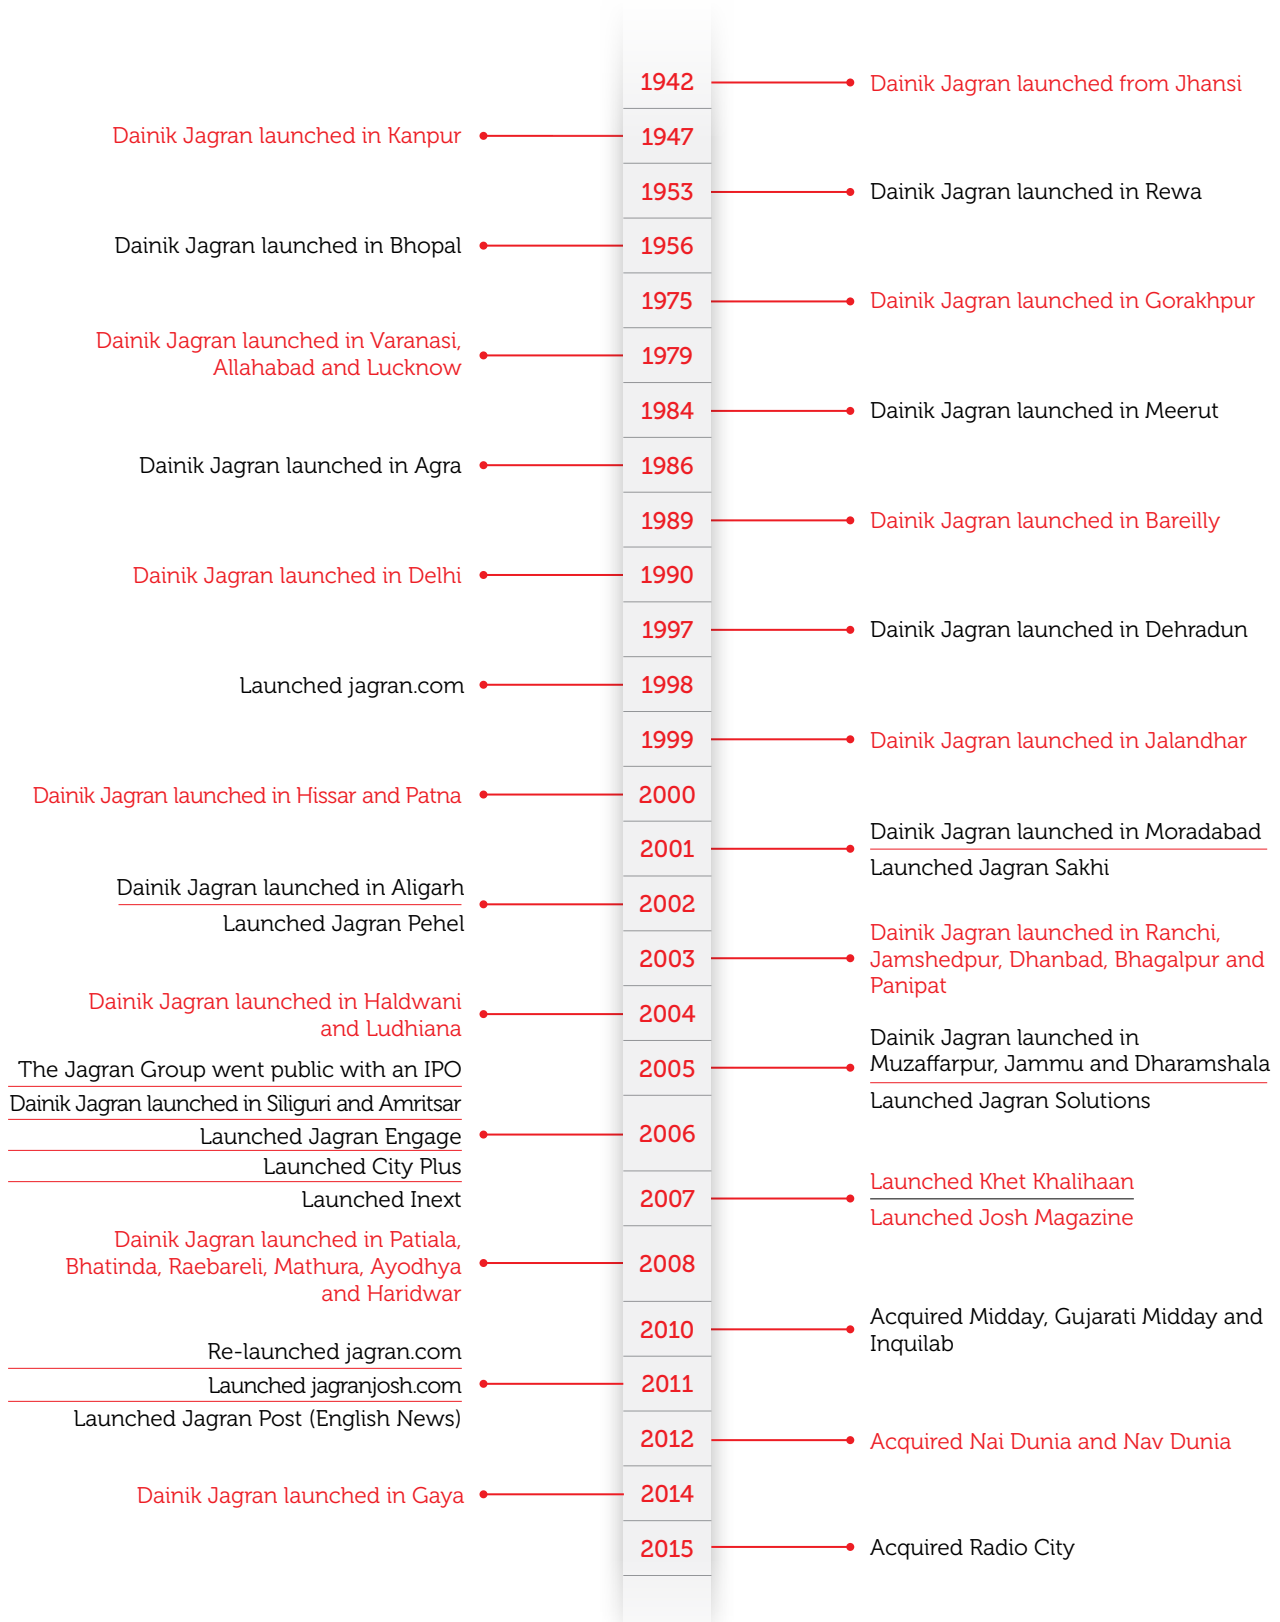 1942
Dainik Jagran launched from Jhansi
Dainik Jagran launched in Kanpur
1947
1953
Dainik Jagran launched in Rewa
Dainik Jagran launched in Bhopal
1956
1975
Dainik Jagran launched in Gorakhpur
Dainik Jagran launched in Varanasi,
Allahabad and Lucknow
1979
1984
Dainik Jagran launched in Meerut
Dainik Jagran launched in Agra
1986
1989
Dainik Jagran launched in Bareilly
Dainik Jagran launched in Delhi
1990
1997
Dainik Jagran launched in Dehradun
Launched jagran.com
1998
1999
Dainik Jagran launched in Jalandhar
Dainik Jagran launched in Hissar and Patna
2000
2001
Dainik Jagran launched in Moradabad
Launched Jagran Sakhi
Dainik Jagran launched in Aligarh
Launched Jagran Pehel
2002
2003
Dainik Jagran launched in Ranchi,
Jamshedpur, Dhanbad, Bhagalpur and
Panipat
Dainik Jagran launched in Haldwani
and Ludhiana
2004
2005
Dainik Jagran launched in
Muzaffarpur, Jammu and Dharamshala
Launched Jagran Solutions
The Jagran Group went public with an IPO
Dainik Jagran launched in Siliguri and Amritsar
Launched Jagran Engage
Launched City Plus
Launched Inext
2006
2007
Launched Khet Khalihaan
Launched Josh Magazine
Dainik Jagran launched in Patiala,
Bhatinda, Raebareli, Mathura, Ayodhya
and Haridwar
2008
2010
Acquired Midday, Gujarati Midday and
Inquilab
Re-launched jagran.com
Launched jagranjosh.com
Launched Jagran Post (English News)
2011
2012
Acquired Nai Dunia and Nav Dunia
Dainik Jagran launched in Gaya
2014
2015
Acquired Radio City